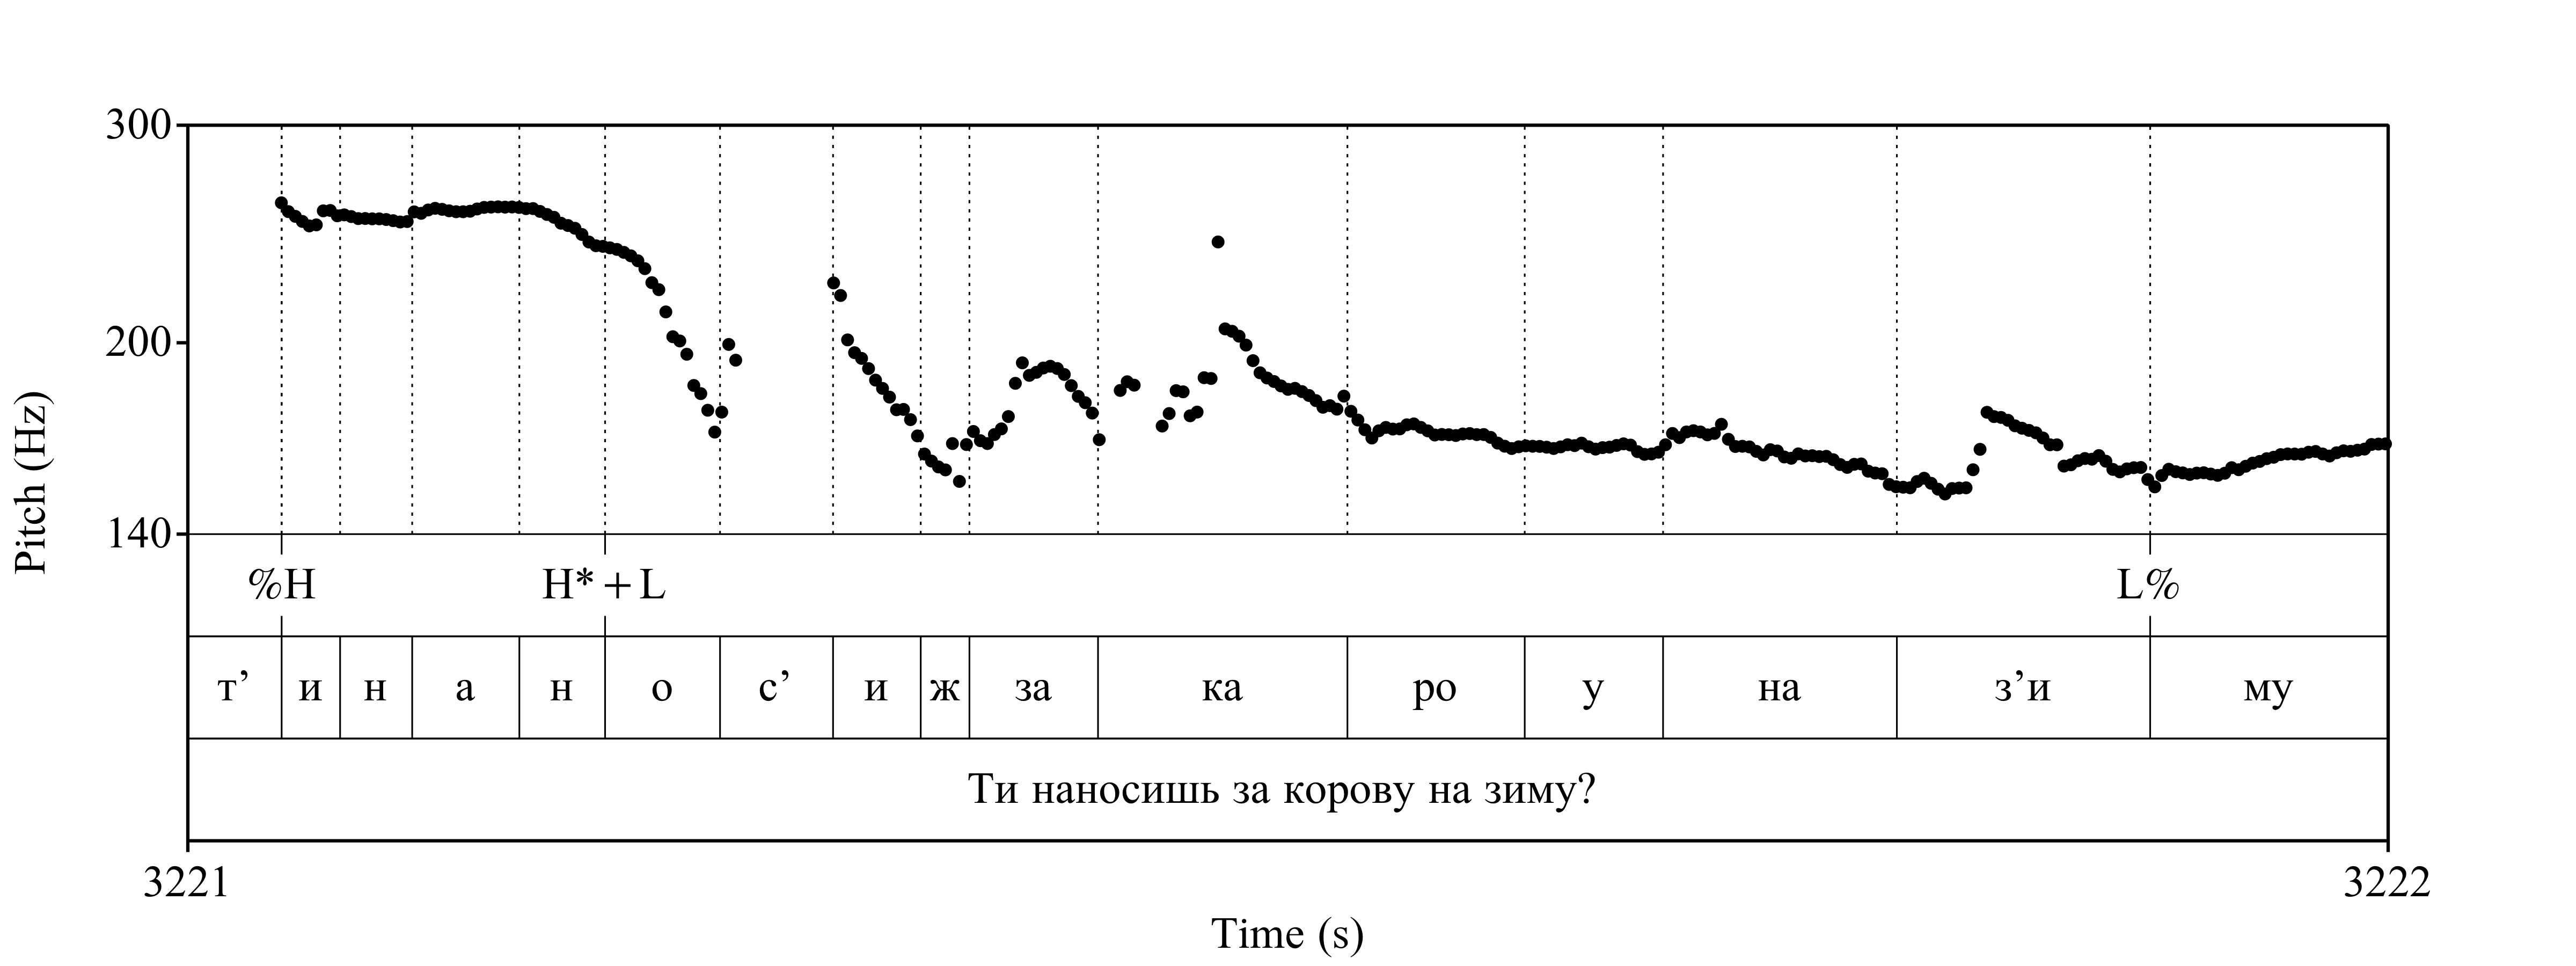 300
200
140
Pitch (Hz)
%H H*+L L%
т’ и н а н о с’ и ж за ка ро у на з’и му
Ти наносишь за корову на зиму?
3221 3222
Time (s)